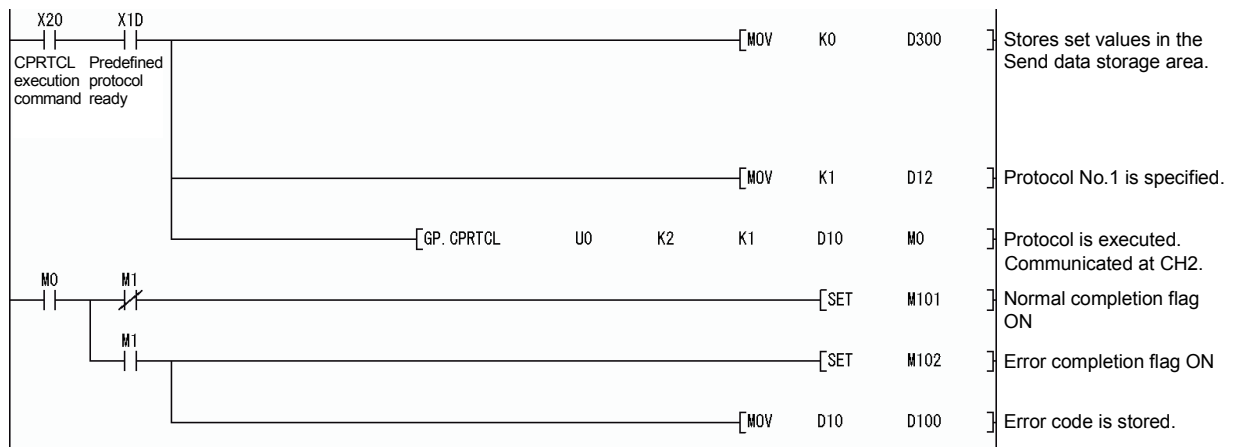 X20 X1D
[MOV K0 D300 ] Stores set values in the
Send data storage area.
CPRTCL Predefined
execution protocol
command ready
[MOV K1 D12 ] Protocol No.1 is specified.
[GP.CPRTCL U0 K2 K1 D10 M0 ] Protocol is executed.
Communicated at CH2.
M0 M1
[SET M101 ] Normal completion flag
ON
M1
[SET M102 ] Error completion flag ON
[MOV D10 D100 ] Error code is stored.